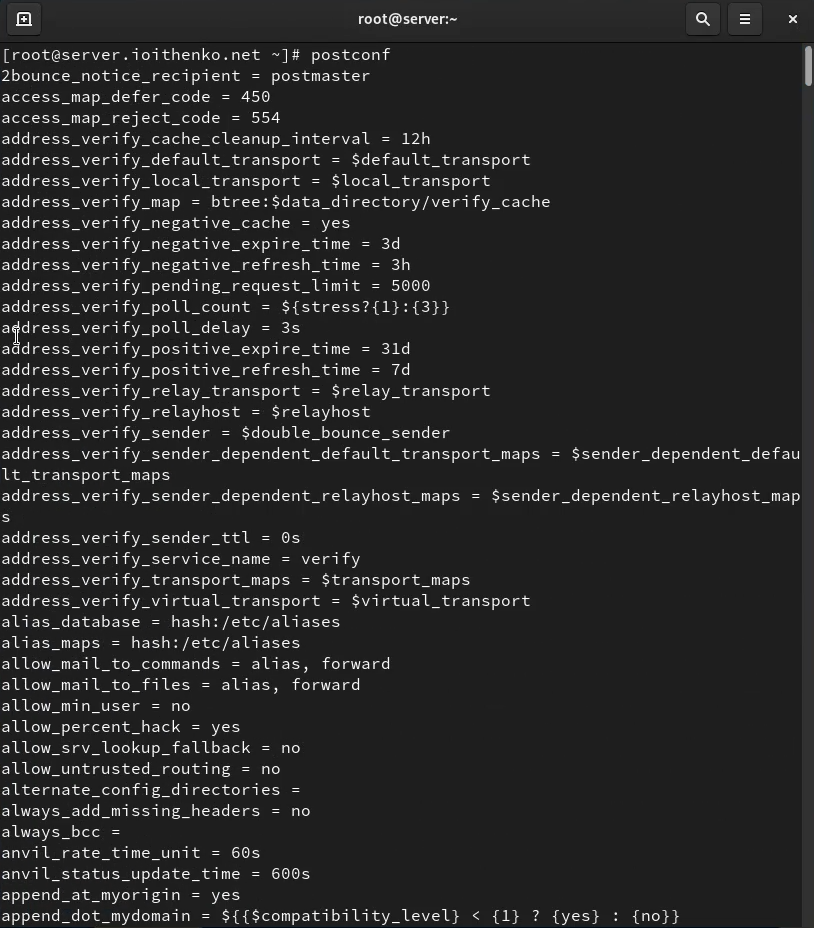 root@server:~
[root@server.ioithenko.net ~]# postconf
2bounce_notice_recipient = postmaster
access_map_defer_code = 450
access_map_reject_code = 554
address_verify_cache_cleanup_interval = 12h
address_verify_default_transport = $default_transport
address_verify_local_transport = $local_transport
address_verify_map = btree:$data_directory/verify_cache
address_verify_negative_cache = yes
address_verify_negative_expire_time = 3d
address_verify_negative_refresh_time = 3h
address_verify_pending_request_limit = 5000
address_verify_poll_count = ${stress?{1}:{3}}
address_verify_poll_delay = 3s
address_verify_positive_expire_time = 31d
address_verify_positive_refresh_time = 7d
address_verify_relay_transport = $relay_transport
address_verify_relayhost = $relayhost
address_verify_sender = $double_bounce_sender
address_verify_sender_dependent_default_transport_maps = $sender_dependent_defau
lt_transport_maps
address_verify_sender_dependent_relayhost_maps = $sender_dependent_relayhost_map
s
address_verify_sender_ttl = 0s
address_verify_service_name = verify
address_verify_transport_maps = $transport_maps
address_verify_virtual_transport = $virtual_transport
alias_database = hash:/etc/aliases
alias_maps = hash:/etc/aliases
allow_mail_to_commands = alias, forward
allow_mail_to_files = alias, forward
allow_min_user = no
allow_percent_hack = yes
allow_srv_lookup_fallback = no
allow_untrusted_routing = no
alternate_config_directories =
always_add_missing_headers = no
always_bcc =
anvil_rate_time_unit = 60s
anvil_status_update_time = 600s
append_at_myorigin = yes
append_dot_mydomain = ${{$compatibility_level} < {1} ? {yes} : {no}}